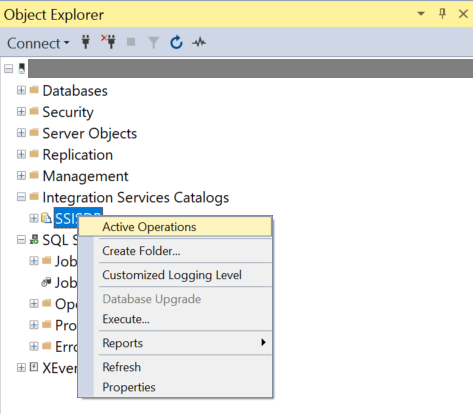 Object Explorer
Connect
Databases
Security
Server Objects
Replication
Management
Integration Services Catalogs
SSISDB
Active Operations
SQL S
Create Folder...
Job
Customized Logging Level
Job
Database Upgrade
Ope
Execute...
Pro
Reports
Erro
Refresh
XEver
Properties